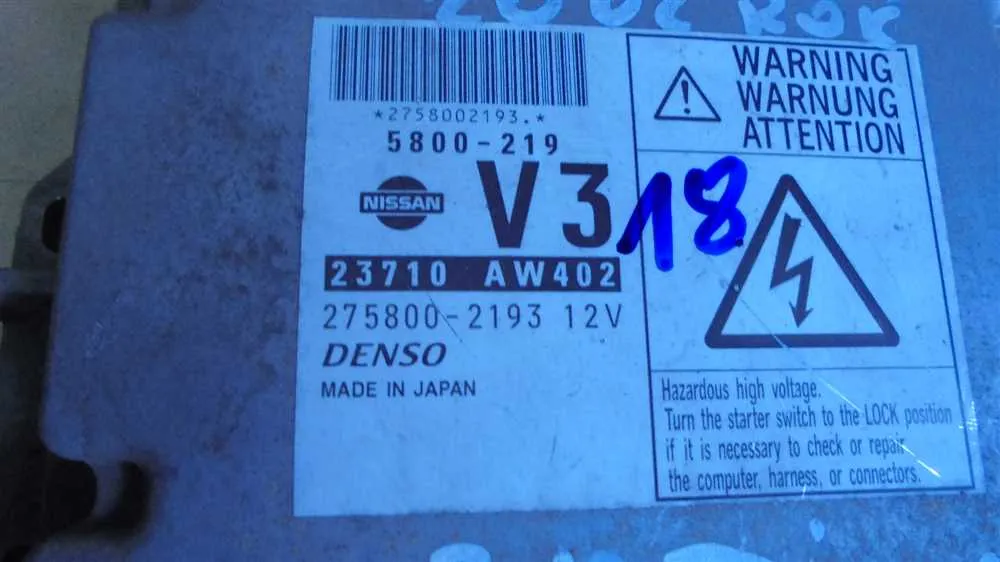 2002 ROK
*2758002193.*
5800-219
NISSAN
V3
18
23710 AW402
275800-2193 12V
DENSO
MADE IN JAPAN
WARNING
WARNUNG
ATTENTION
Hazardous high voltage.
Turn the starter switch to the LOCK position
if it is necessary to check or repair
the computer, harness, or connectors.